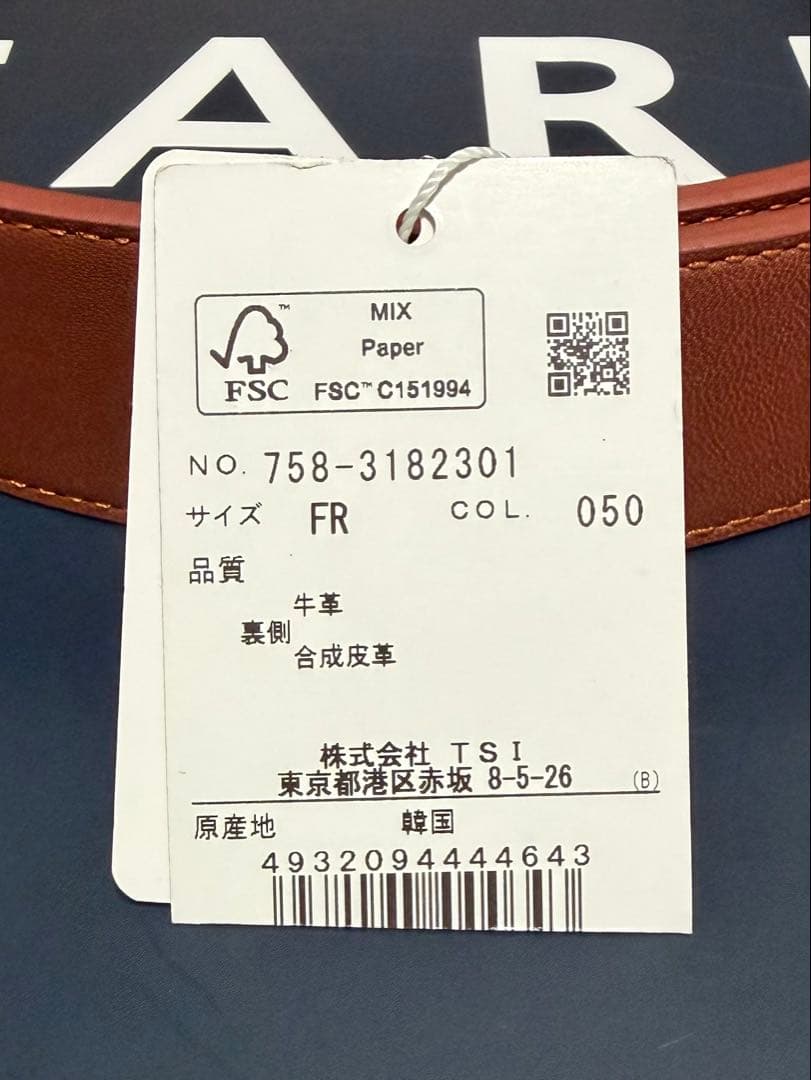 AR
MIX
Paper
FSC™ C151994
FSC
NO. 758-3182301
サイズ FR COL. 050
品質
牛革
裏側
合成皮革
株式会社 TSI
東京都港区赤坂 8-5-26 (B)
原産地 韓国
4932094444643